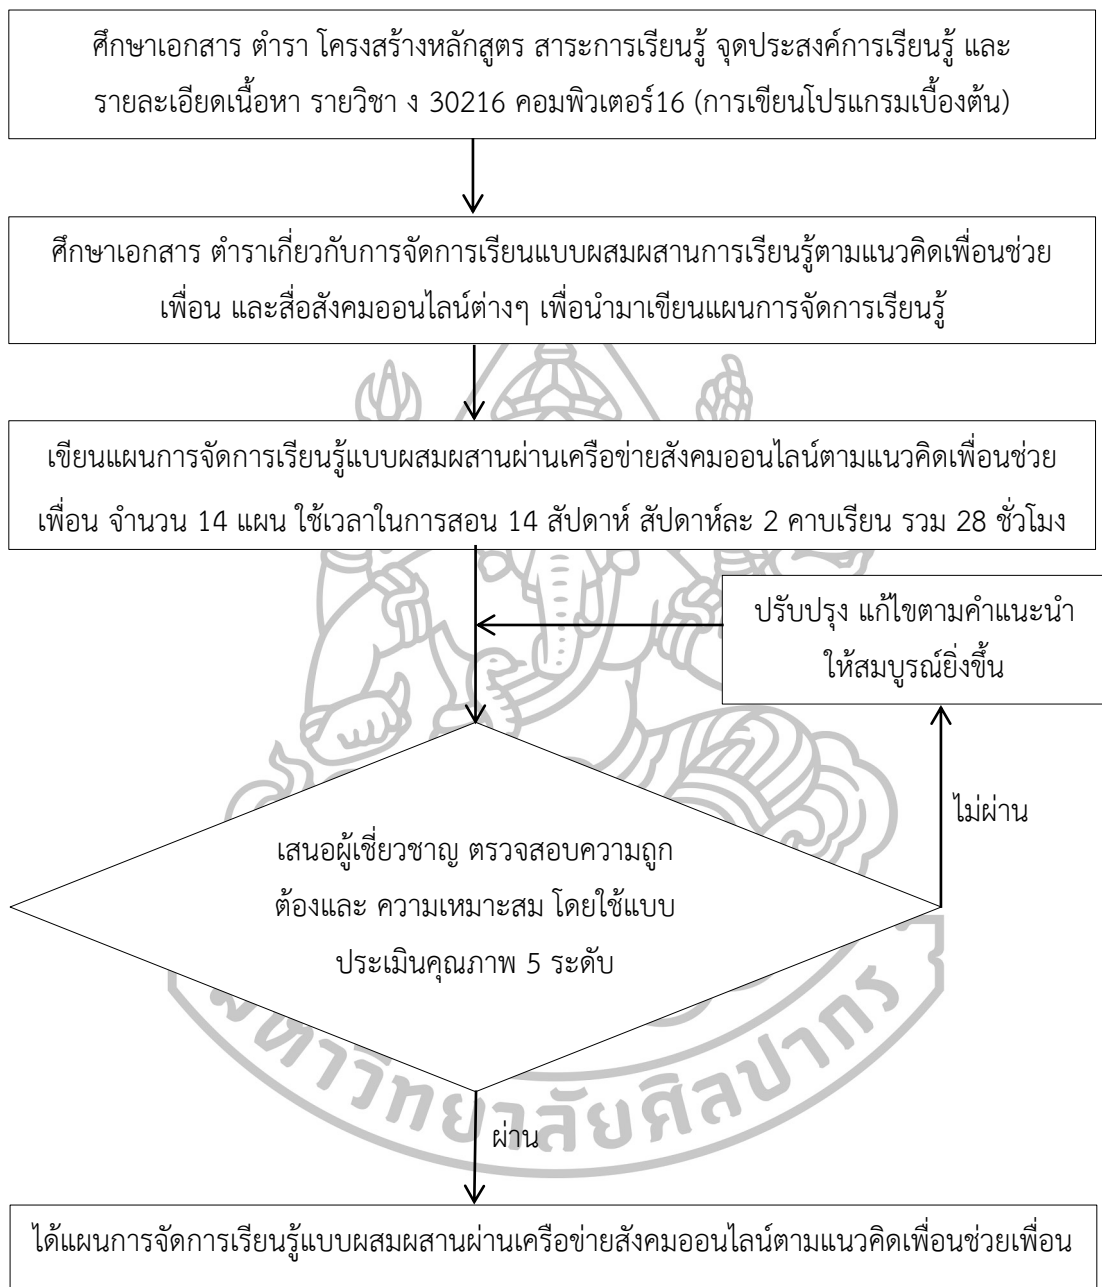 ศึกษาเอกสาร ตำรา โครงสร้างหลักสูตร สาระการเรียนรู้ จุดประสงค์การเรียนรู้ และ
รายละเอียดเนื้อหา รายวิชา ง 30216 คอมพิวเตอร์16 (การเขียนโปรแกรมเบื้องต้น)
ศึกษาเอกสาร ตำราเกี่ยวกับการจัดการเรียนแบบผสมผสานการเรียนรู้ตามแนวคิดเพื่อนช่วย
เพื่อน และสื่อสังคมออนไลน์ต่างๆ เพื่อนำมาเขียนแผนการจัดการเรียนรู้
เขียนแผนการจัดการเรียนรู้แบบผสมผสานผ่านเครือข่ายสังคมออนไลน์ตามแนวคิดเพื่อนช่วย
เพื่อน จำนวน 14 แผน ใช้เวลาในการสอน 14 สัปดาห์ สัปดาห์ละ 2 คาบเรียน รวม 28 ชั่วโมง
ปรับปรุง แก้ไขตามคำแนะนำ
ให้สมบูรณ์ยิ่งขึ้น
ไม่ผ่าน
เสนอผู้เชี่ยวชาญ ตรวจสอบความถูก
ต้องและ ความเหมาะสม โดยใช้แบบ
ประเมินคุณภาพ 5 ระดับ
มหาวิทยาลัยศิลปากร
ผ่าน
ได้แผนการจัดการเรียนรู้แบบผสมผสานผ่านเครือข่ายสังคมออนไลน์ตามแนวคิดเพื่อนช่วยเพื่อน